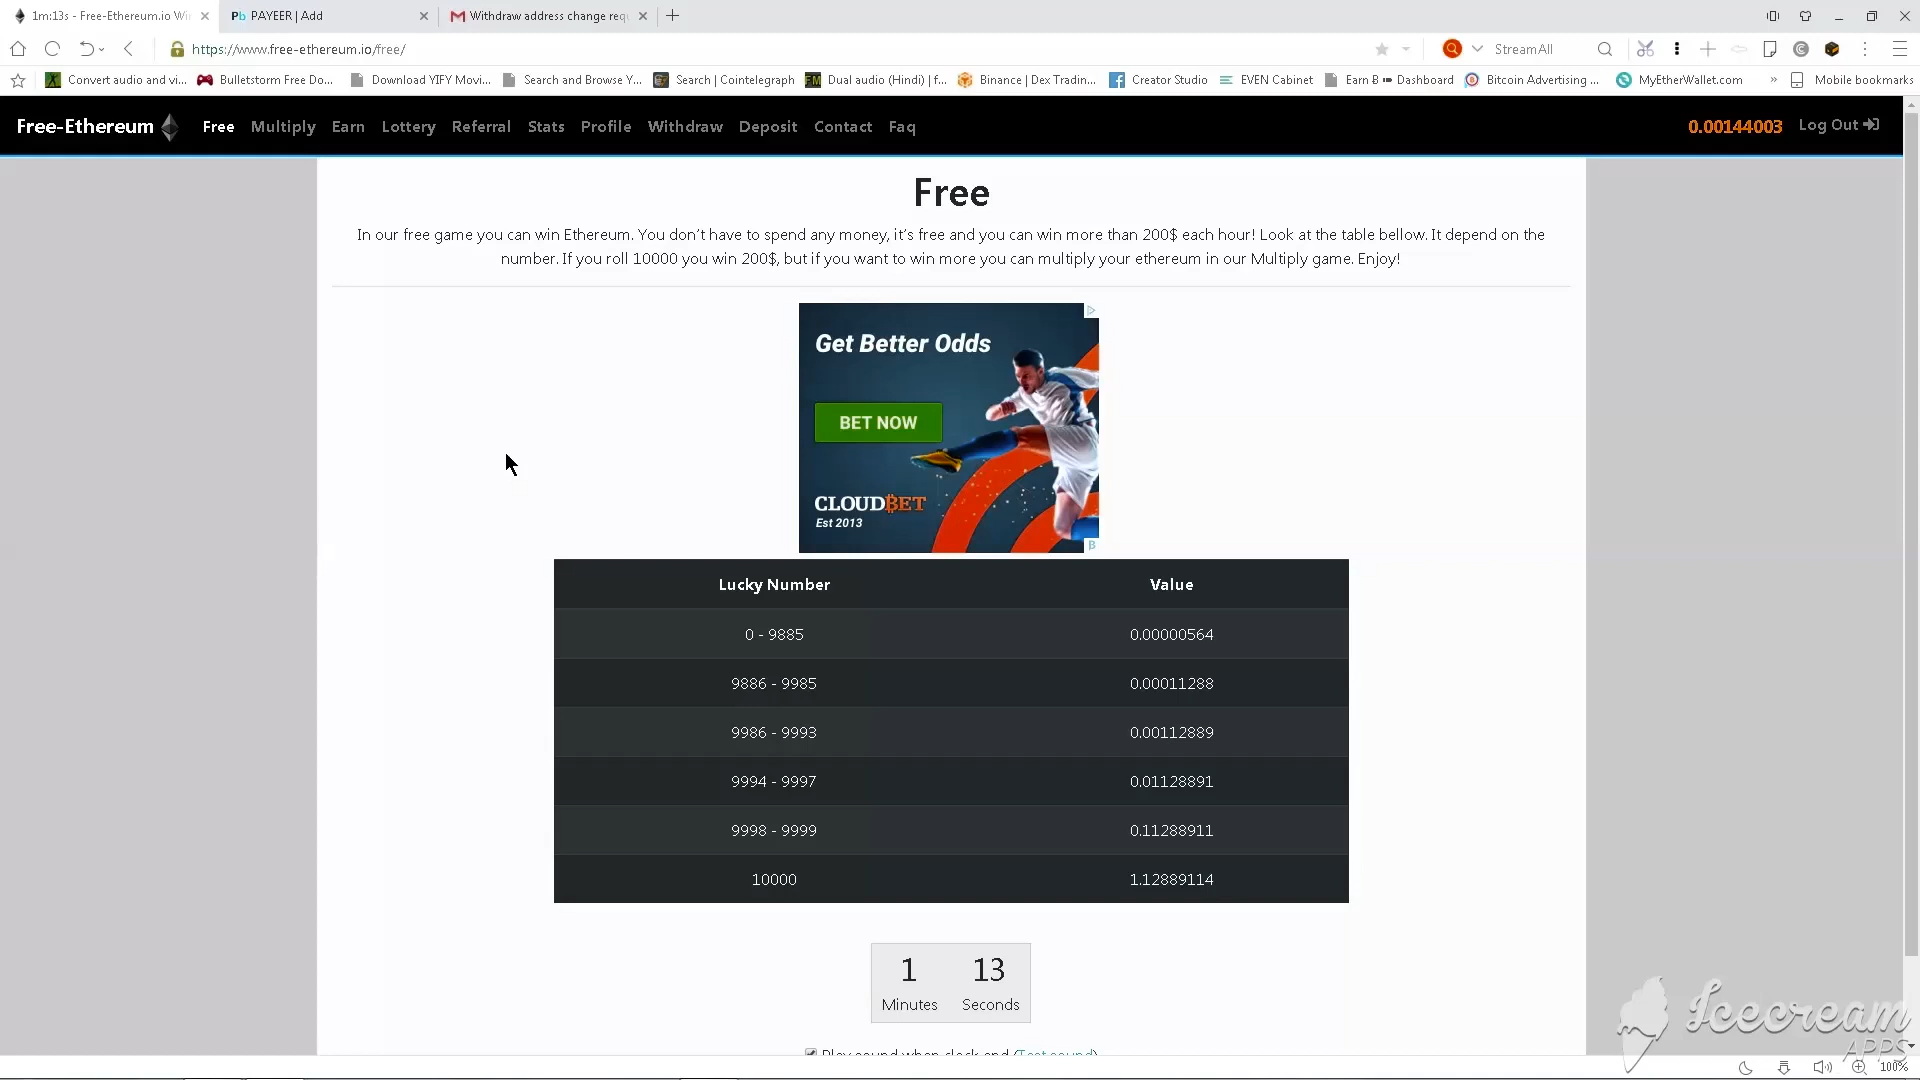 1m:13s - Free-Ethereum.io Wi
PAYEER | Add
Withdraw address change req
https://www.free-ethereum.io/free/
StreamAll
Convert audio and vi...
Bulletstorm Free Do...
Download YIFY Movi...
Search and Browse Y...
Search | Cointelegraph
Dual audio (Hindi) | f...
Binance | Dex Tradin...
Creator Studio
EVEN Cabinet
Earn B Dashboard
Bitcoin Advertising ...
MyEtherWallet.com
»
Mobile bookmarks
Free-Ethereum
Free
Multiply
Earn
Lottery
Referral
Stats
Profile
Withdraw
Deposit
Contact
Faq
0.00144003
Log Out
Free
In our free game you can win Ethereum. You don't have to spend any money, it's free and you can win more than 200$ each hour! Look at the table bellow. It depend on the
number. If you roll 10000 you win 200$, but if you want to win more you can multiply your ethereum in our Multiply game. Enjoy!
Get Better Odds
BET NOW
CLOUDBET
Est 2013
Lucky Number Value
0 - 9885 0.00000564
9886 - 9985 0.00011288
9986 - 9993 0.00112889
9994 - 9997 0.01128891
9998 - 9999 0.11288911
10000 1.12889114
1 13
Minutes Seconds
Play sound when clock end (Test sound)
Icecream
APPS
100%